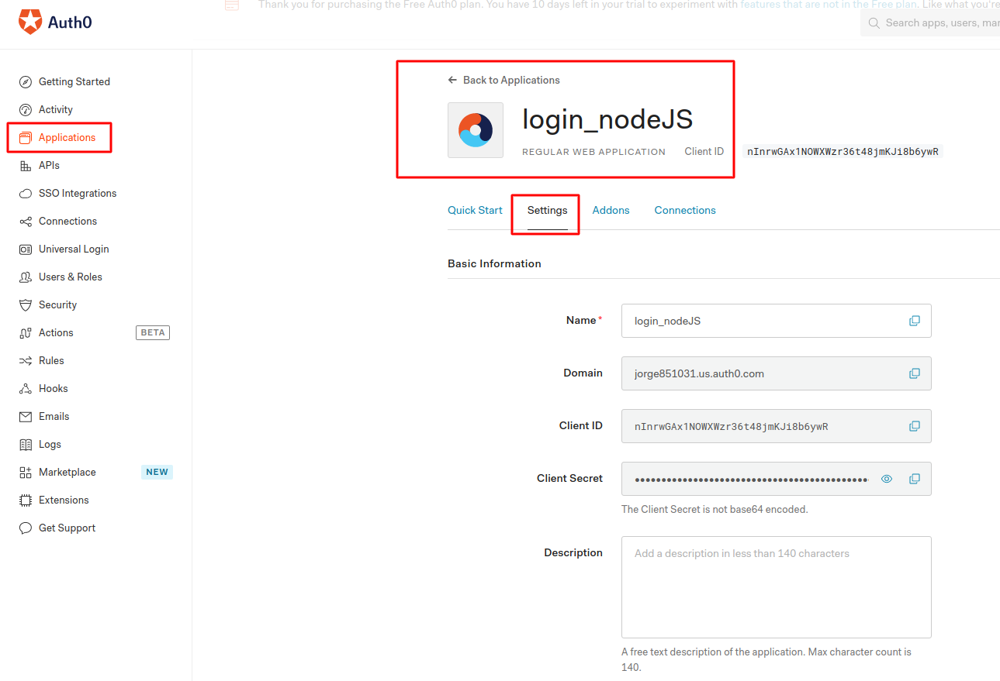 Thank you for purchasing the Free Auth0 plan. You have 10 days left in your trial to experiment with features that are not in the Free plan. Like what you're
Auth0
Search apps, users, mar
Getting Started
Activity
Applications
APIs
SSO Integrations
Connections
Universal Login
Users & Roles
Security
Actions BETA
Rules
Hooks
Emails
Logs
Marketplace NEW
Extensions
Get Support
← Back to Applications
login_nodeJS
REGULAR WEB APPLICATION Client ID nInrwGAx1NOWXWzr36t48jmKJi8b6ywR
Quick Start Settings Addons Connections
Basic Information
Name* login_nodeJS
Domain jorge851031.us.auth0.com
Client ID nInrwGAx1NOWXWzr36t48jmKJi8b6ywR
Client Secret
The Client Secret is not base64 encoded.
Description Add a description in less than 140 characters
A free text description of the application. Max character count is
140.